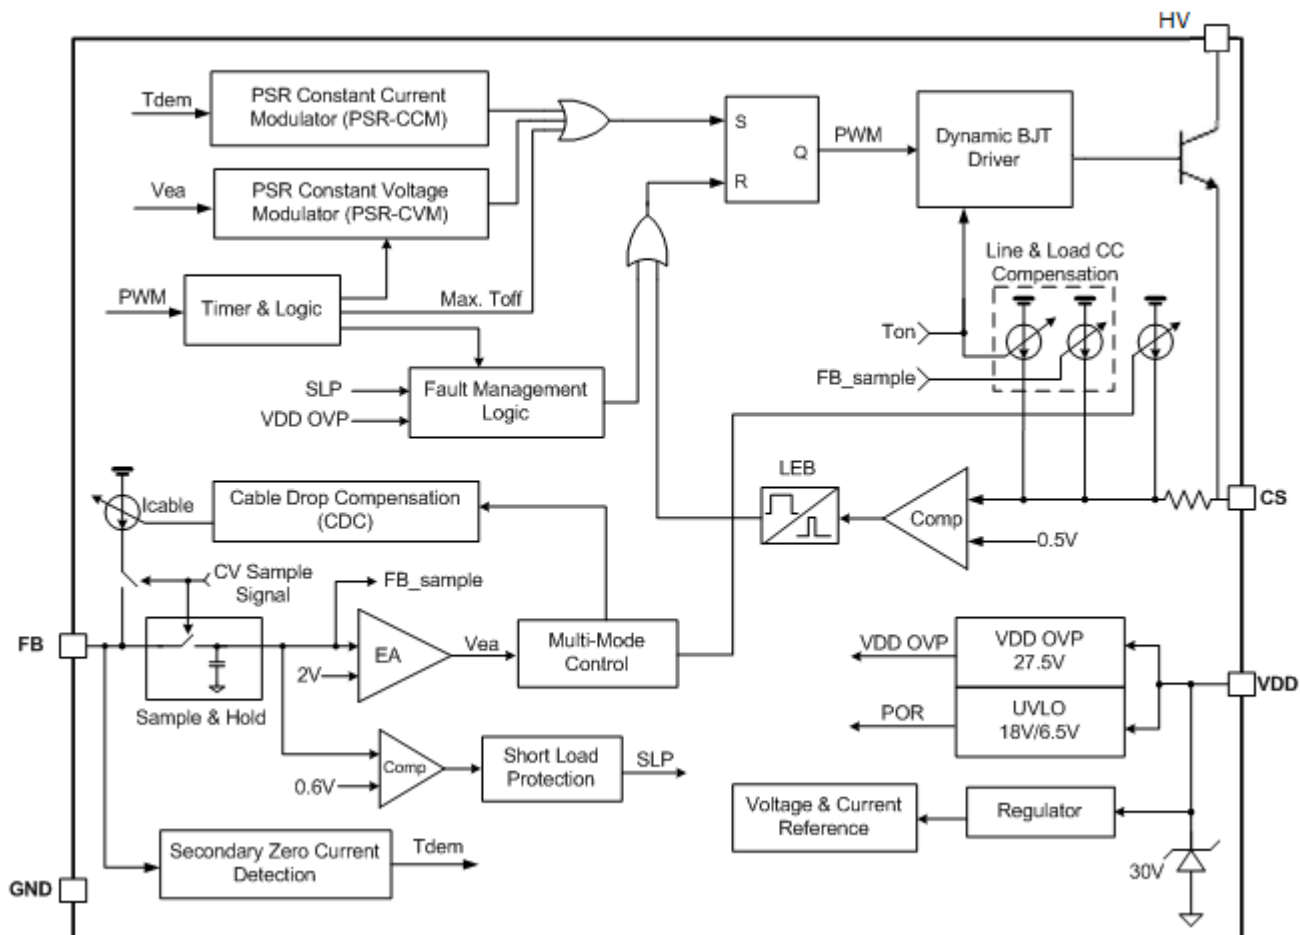 HV
Tdem
PSR Constant Current
Modulator (PSR-CCM)
S
Q
R
PWM
Dynamic BJT
Driver
Vea
PSR Constant Voltage
Modulator (PSR-CVM)
Line & Load CC
Compensation
PWM
Timer & Logic
Max. Toff
Ton
FB_sample
SLP
VDD OVP
Fault Management
Logic
LEB
Icable
Cable Drop Compensation
(CDC)
Comp
CS
0.5V
CV Sample
Signal
FB_sample
FB
EA
2V
Vea
Multi-Mode
Control
Sample & Hold
VDD OVP
VDD OVP
27.5V
VDD
POR
UVLO
18V/6.5V
Comp
0.6V
Short Load
Protection
SLP
Voltage & Current
Reference
Regulator
Secondary Zero Current
Detection
Tdem
30V
GND